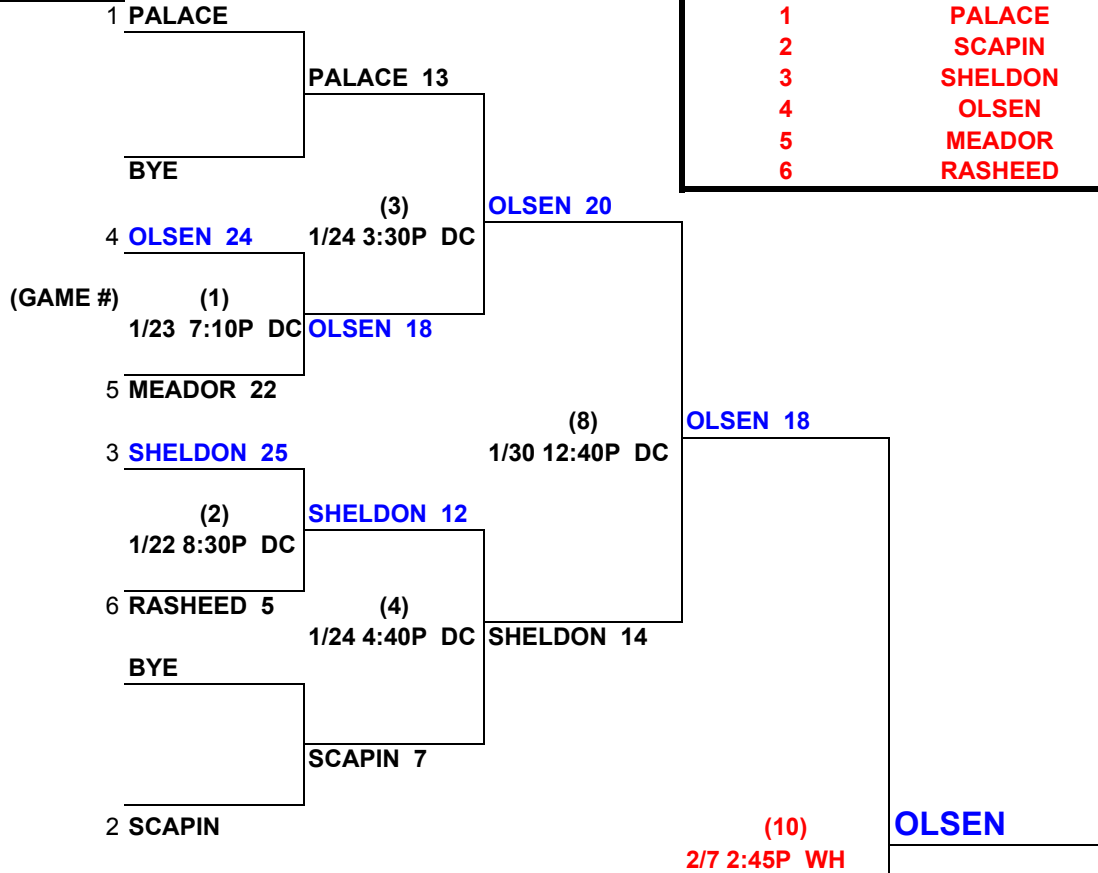 1 PALACE
1 PALACE
2 SCAPIN
PALACE 13
3 SHELDON
4 OLSEN
5 MEADOR
BYE
6 RASHEED
(3)
OLSEN 20
4 OLSEN 24
1/24 3:30P DC
(GAME #) (1)
1/23 7:10P DC
OLSEN 18
5 MEADOR 22
(8)
OLSEN 18
3 SHELDON 25
1/30 12:40P DC
(2)
SHELDON 12
1/22 8:30P DC
6 RASHEED 5
(4)
1/24 4:40P DC
SHELDON 14
BYE
SCAPIN 7
2 SCAPIN
(10)
OLSEN
2/7 2:45P WH